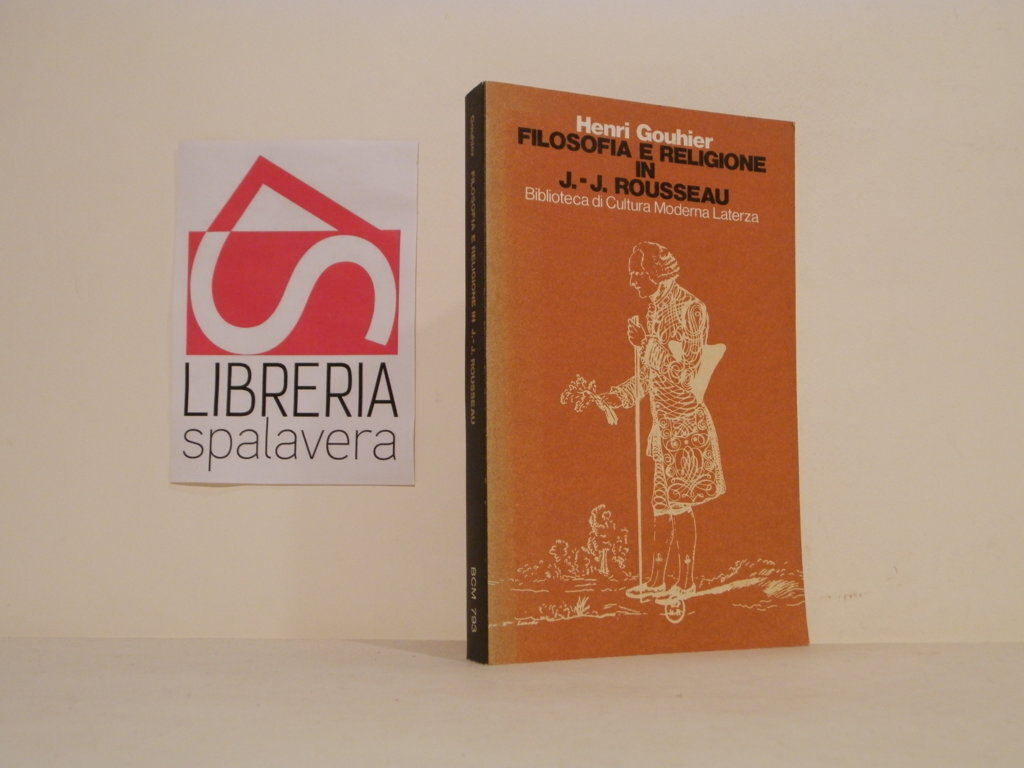 LIBRERIA
spalavera
Henri Gouhier
FILOSOFIA E RELIGIONE
IN
J.-J. ROUSSEAU
Biblioteca di Cultura Moderna Laterza
Gouhier FILOSOFIA E RELIGIONE IN J.-J. ROUSSEAU
BCM 793